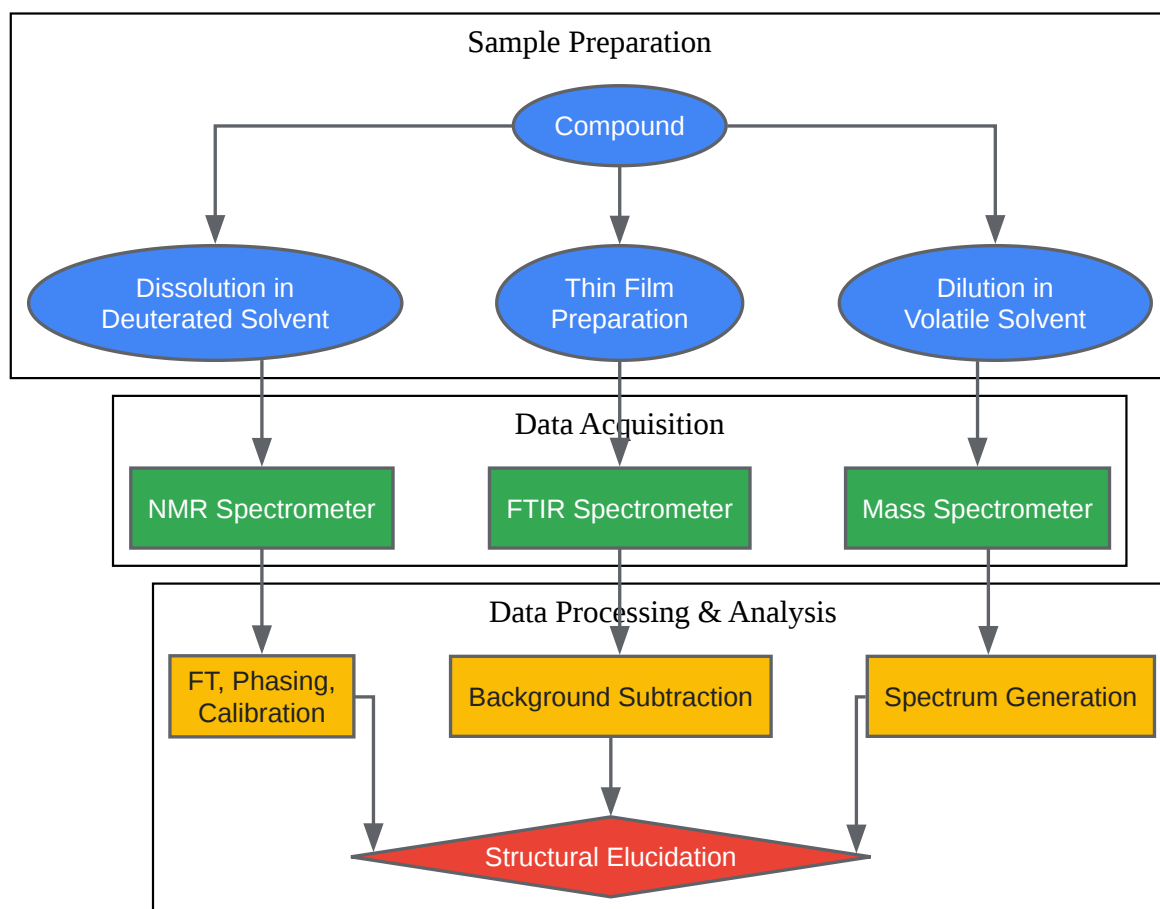 Sample Preparation
Compound
Dissolution in
Deuterated Solvent
Thin Film
Preparation
Dilution in
Volatile Solvent
Data Acquisition
NMR Spectrometer
FTIR Spectrometer
Mass Spectrometer
Data Processing & Analysis
FT, Phasing,
Calibration
Background Subtraction
Spectrum Generation
Structural Elucidation